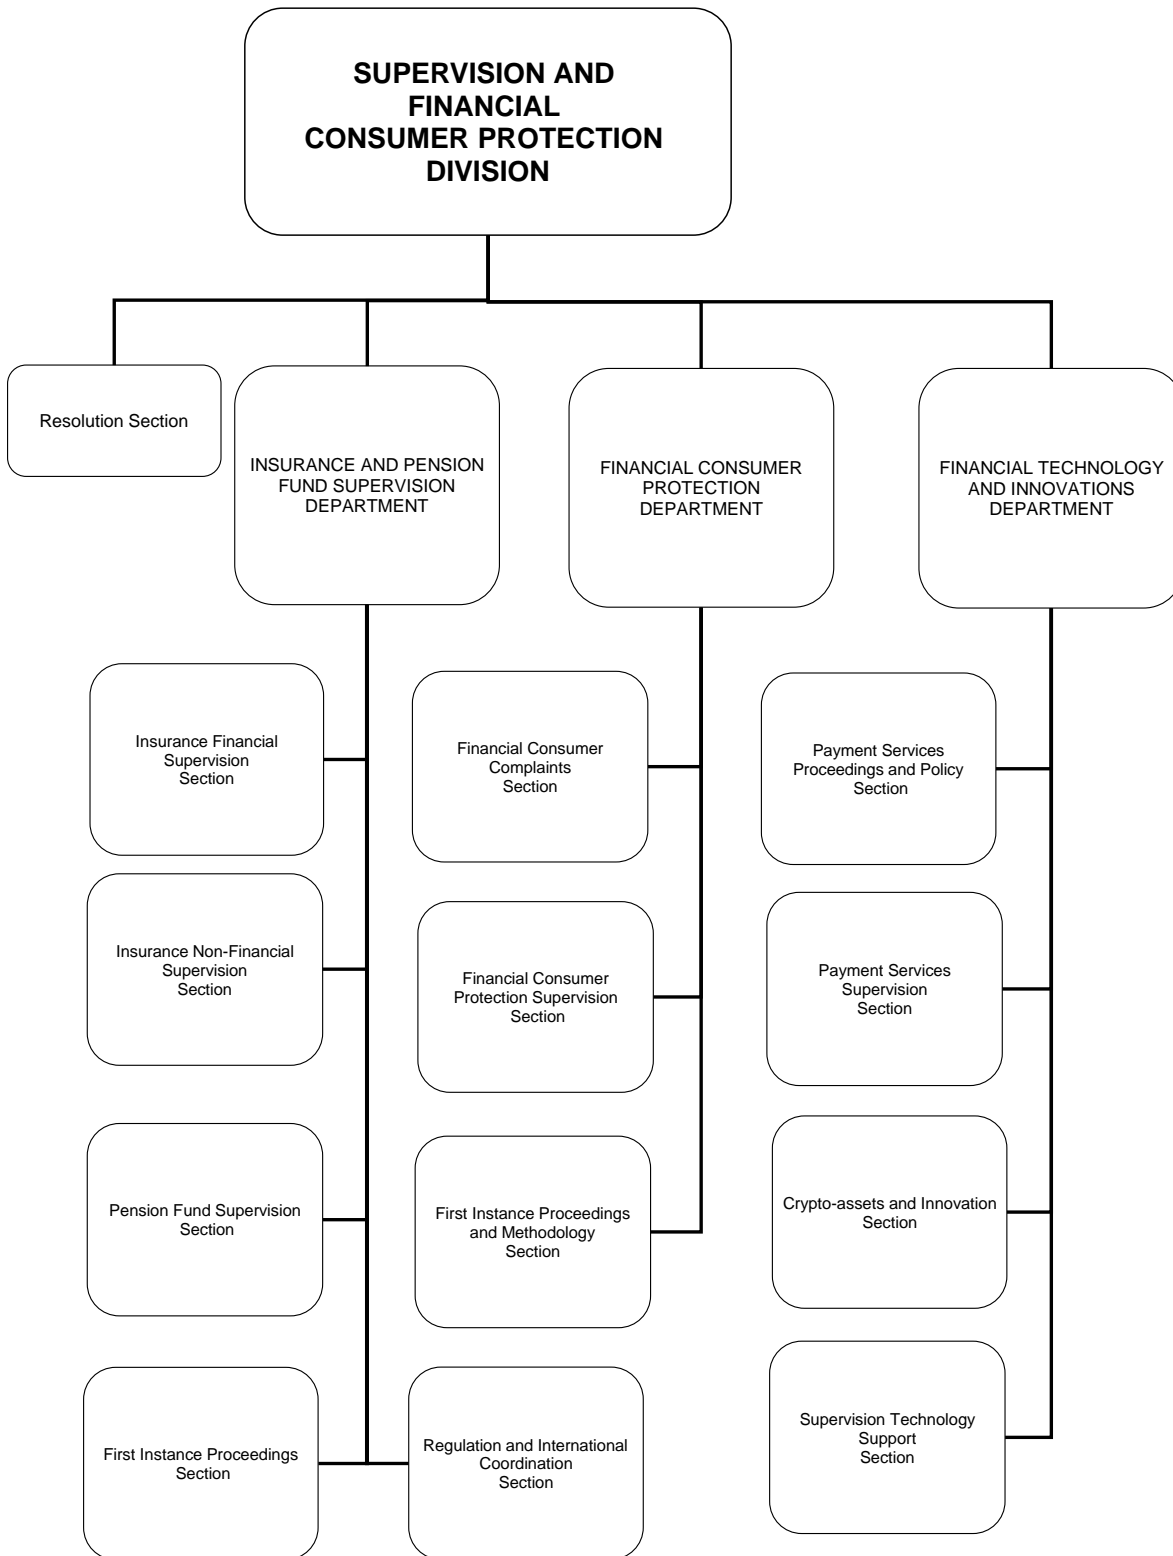 SUPERVISION AND
FINANCIAL
CONSUMER PROTECTION
DIVISION
Resolution Section
INSURANCE AND PENSION
FUND SUPERVISION
DEPARTMENT
FINANCIAL CONSUMER
PROTECTION
DEPARTMENT
FINANCIAL TECHNOLOGY
AND INNOVATIONS
DEPARTMENT
Insurance Financial
Supervision
Section
Financial Consumer
Complaints
Section
Payment Services
Proceedings and Policy
Section
Insurance Non-Financial
Supervision
Section
Financial Consumer
Protection Supervision
Section
Payment Services
Supervision
Section
Pension Fund Supervision
Section
First Instance Proceedings
and Methodology
Section
Crypto-assets and Innovation
Section
First Instance Proceedings
Section
Regulation and International
Coordination
Section
Supervision Technology
Support
Section